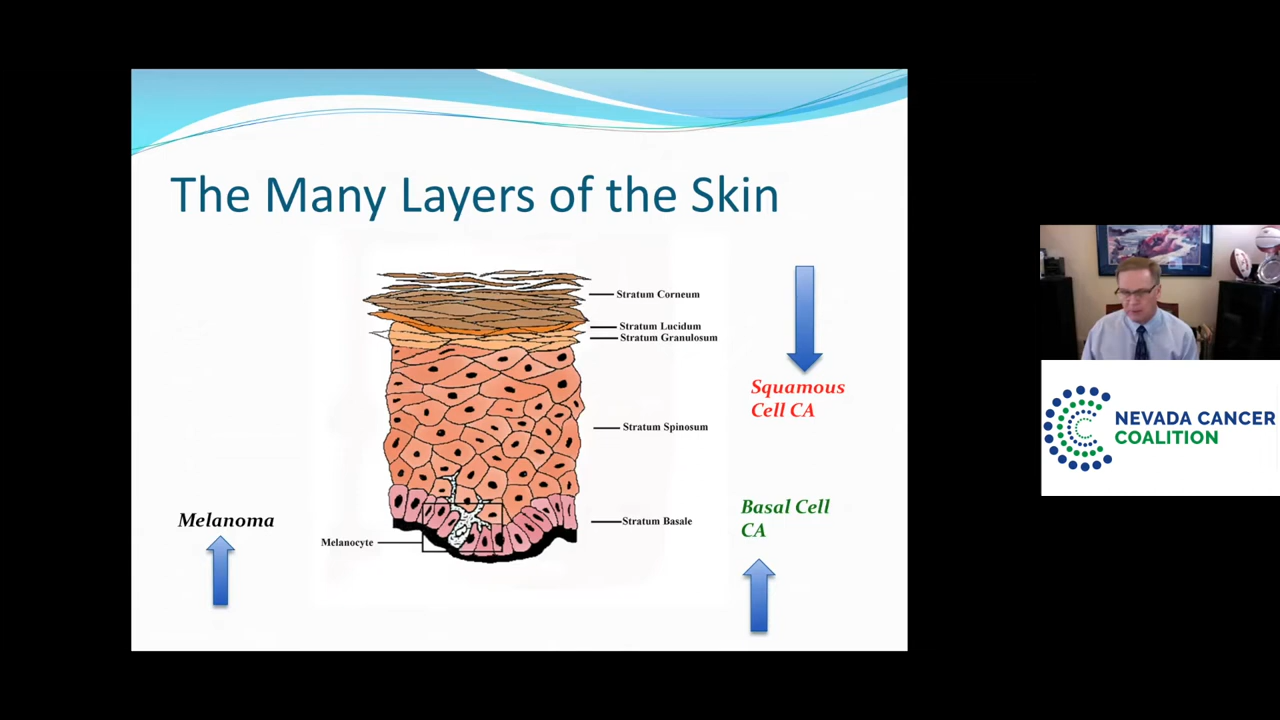 The Many Layers of the Skin
Stratum Corneum
Stratum Lucidum
Stratum Granulosum
Squamous
Cell CA
Stratum Spinosum
Basal Cell
CA
Melanoma
Stratum Basale
Melanocyte
NEVADA CANCER
COALITION